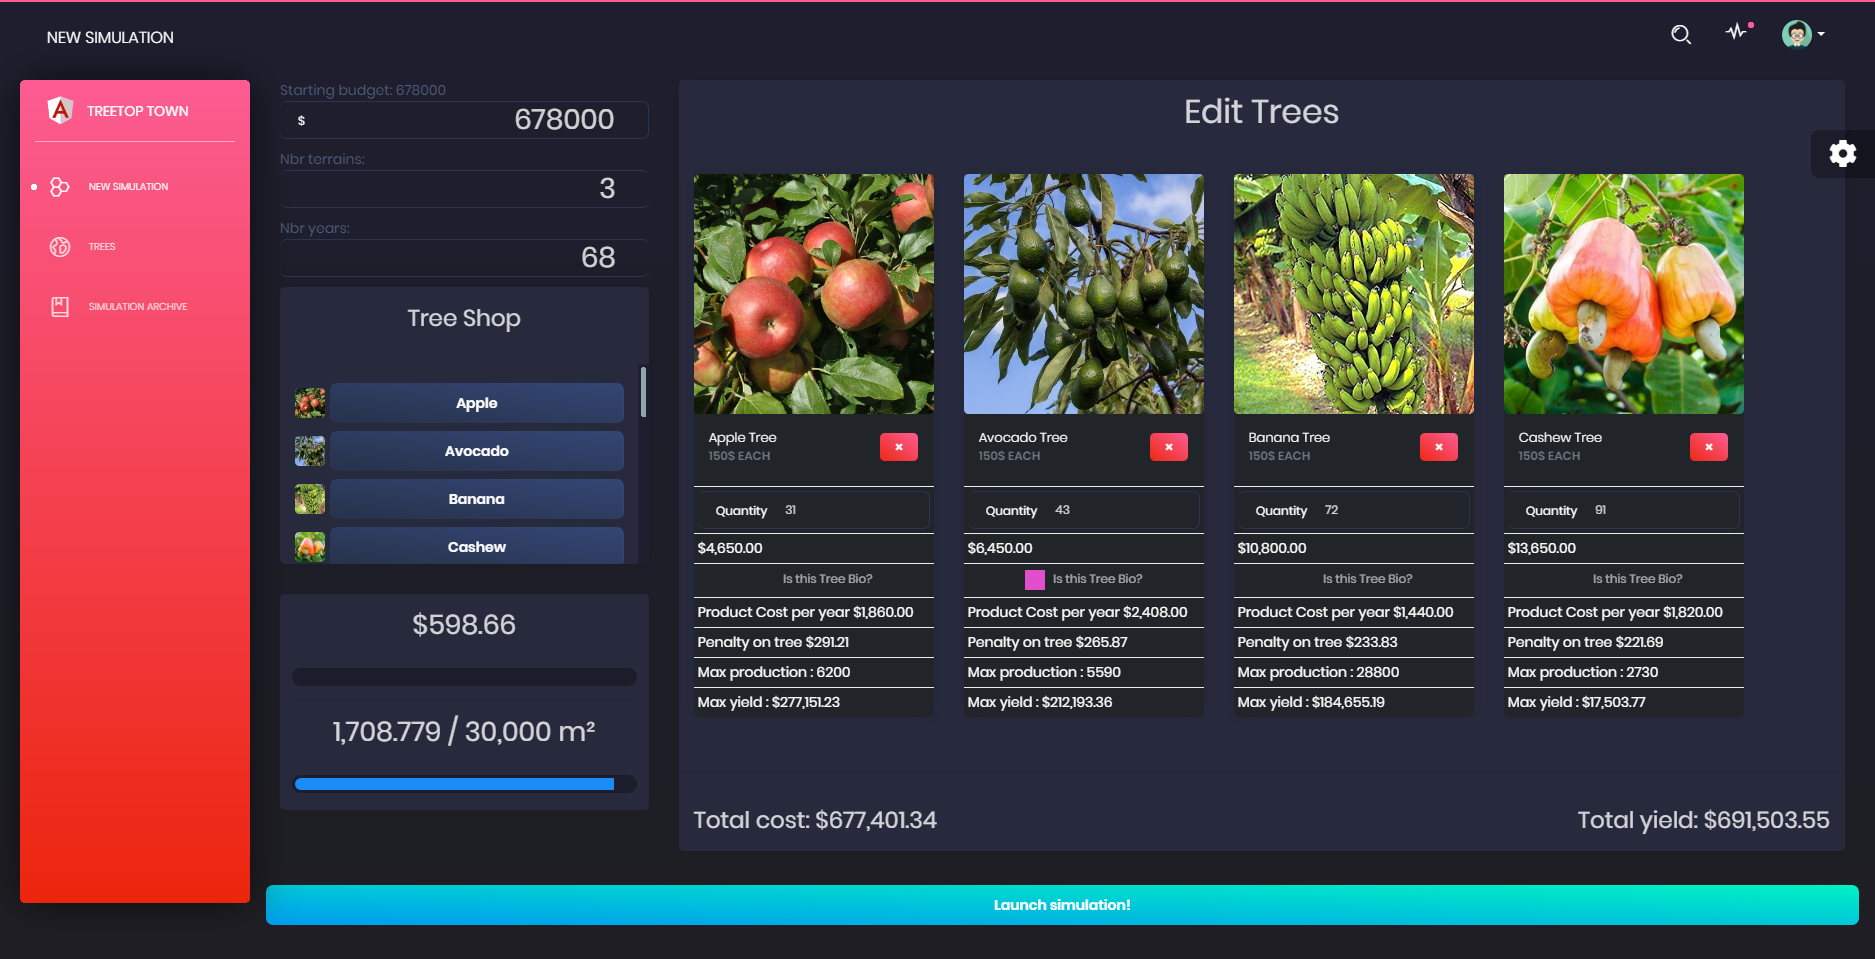 NEW SIMULATION
TREETOP TOWN
NEW SIMULATION
TREES
SIMULATION ARCHIVE
Starting budget: 678000
$ 678000
Nbr terrains:
3
Nbr years:
68
Tree Shop
Apple
Avocado
Banana
Cashew
$598.66
1,708.779 / 30,000 m²
Edit Trees
Apple Tree
150$ EACH
Quantity 31
$4,650.00
Is this Tree Bio?
Product Cost per year $1,860.00
Penalty on tree $291.21
Max production : 6200
Max yield : $277,151.23
Avocado Tree
150$ EACH
Quantity 43
$6,450.00
Is this Tree Bio?
Product Cost per year $2,408.00
Penalty on tree $265.87
Max production : 5590
Max yield : $212,193.36
Banana Tree
150$ EACH
Quantity 72
$10,800.00
Is this Tree Bio?
Product Cost per year $1,440.00
Penalty on tree $233.83
Max production : 28800
Max yield : $184,655.19
Cashew Tree
150$ EACH
Quantity 91
$13,650.00
Is this Tree Bio?
Product Cost per year $1,820.00
Penalty on tree $221.69
Max production : 2730
Max yield : $17,503.77
Total cost: $677,401.34
Total yield: $691,503.55
Launch simulation!